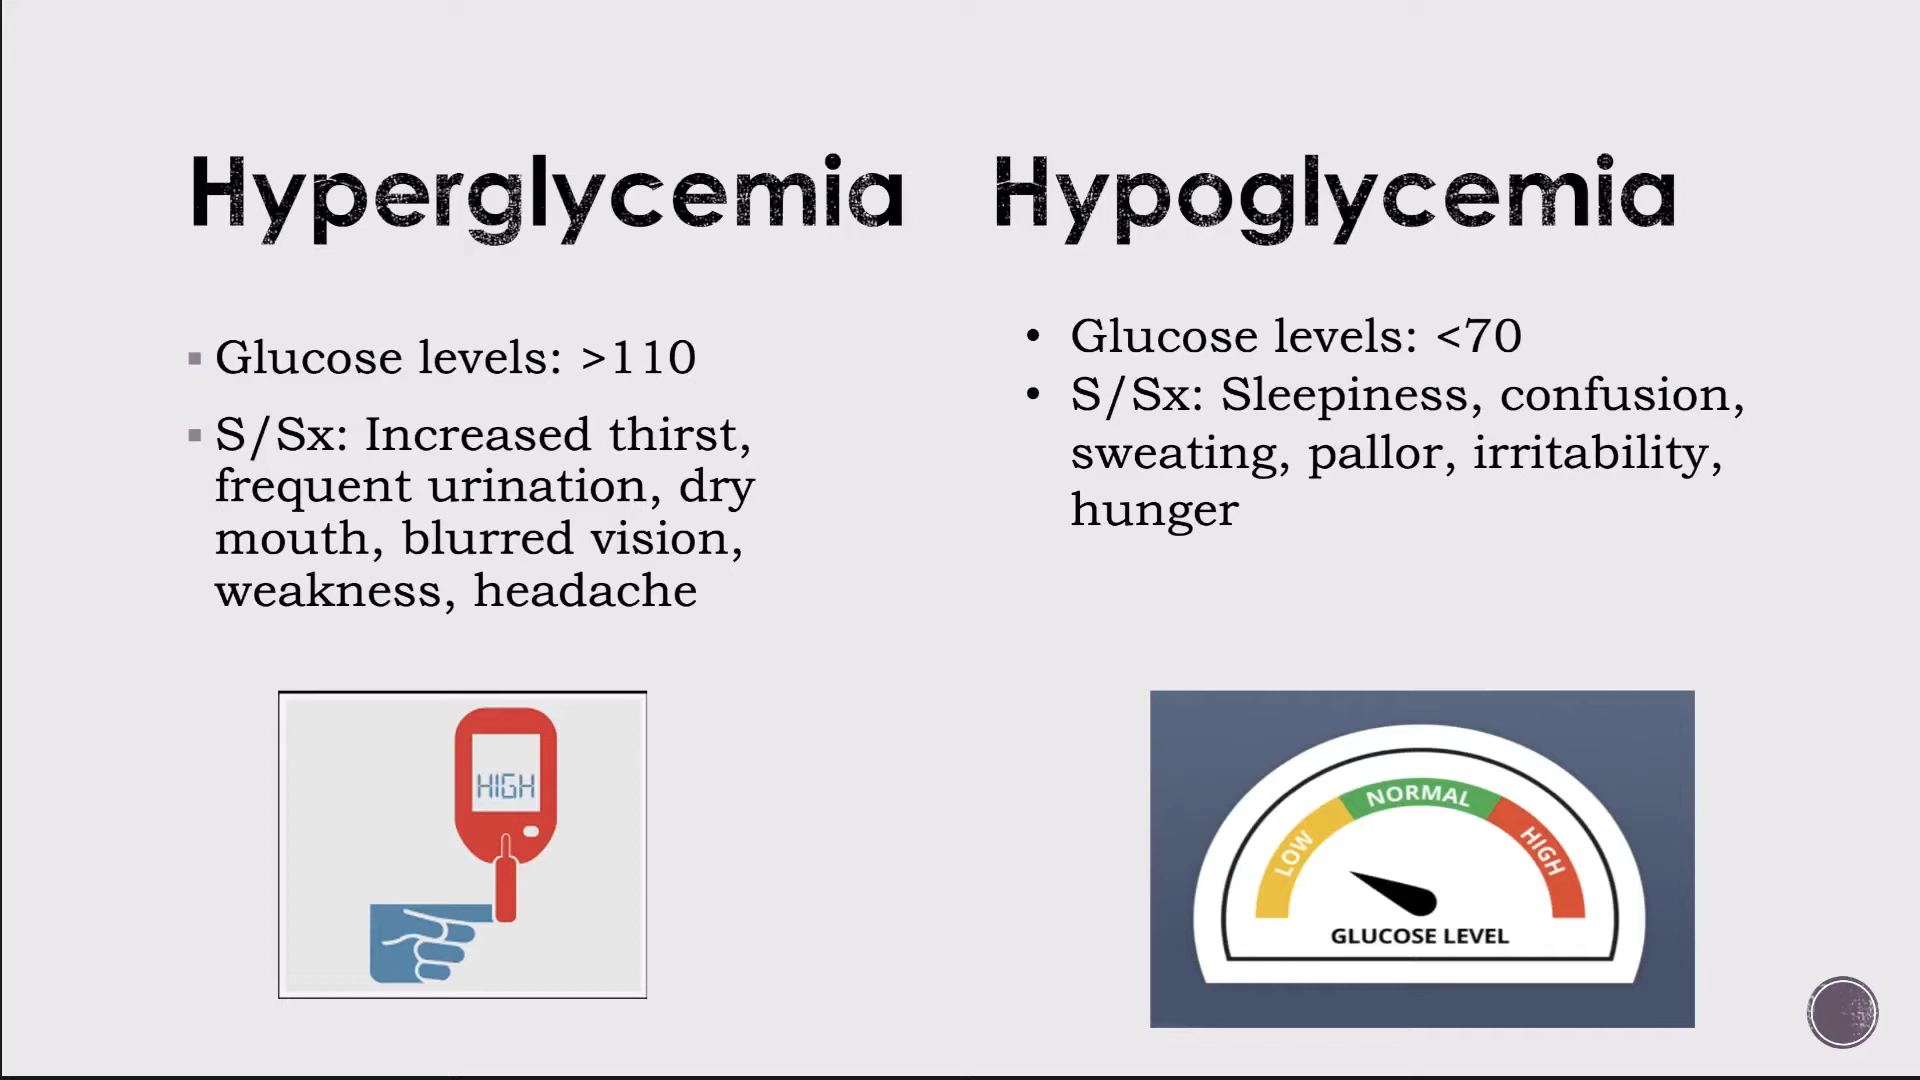 Hyperglycemia
▪ Glucose levels: >110
▪ S/Sx: Increased thirst,
frequent urination, dry
mouth, blurred vision,
weakness, headache
HIGH
Hypoglycemia
• Glucose levels: <70
• S/Sx: Sleepiness, confusion,
sweating, pallor, irritability,
hunger
LOW
NORMAL
HIGH
GLUCOSE LEVEL